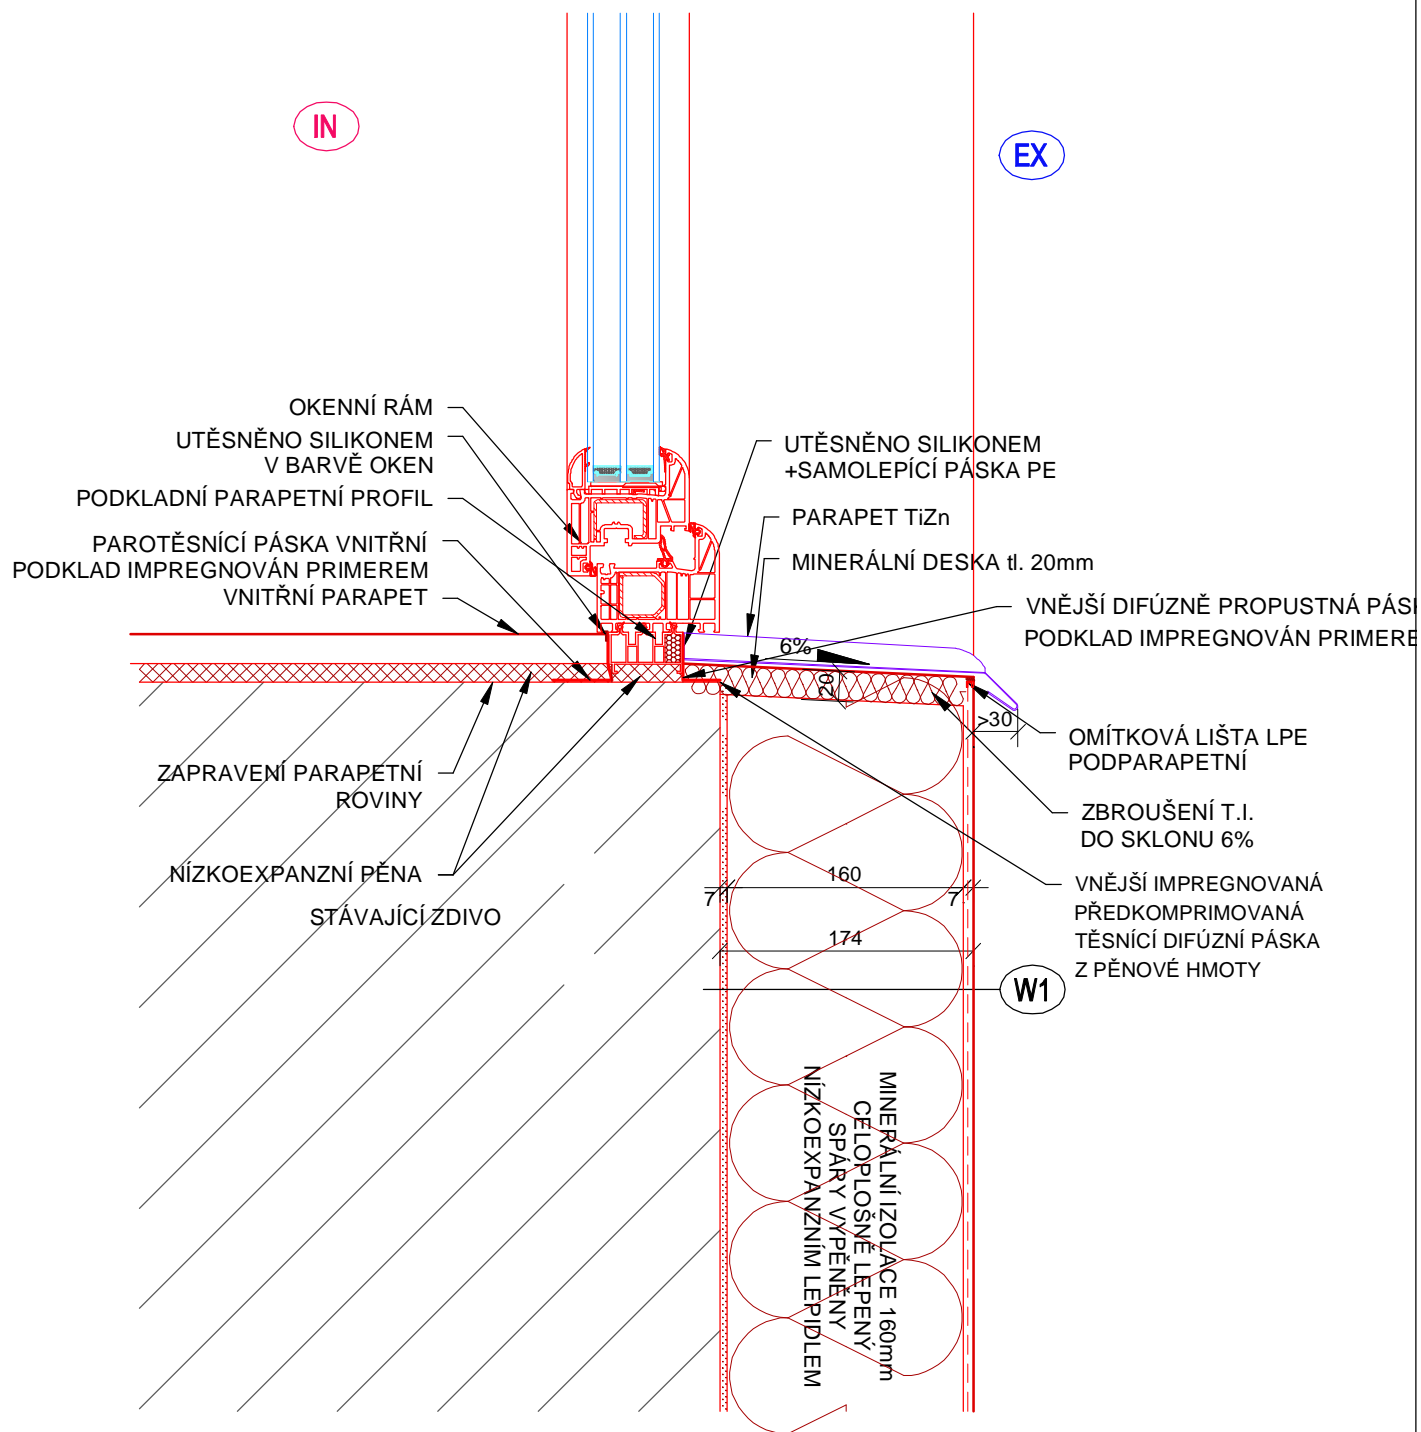 IN
EX
OKENNÍ RÁM
UTĚSNĚNO SILIKONEM
V BARVĚ OKEN
PODKLADNÍ PARAPETNÍ PROFIL
PAROTĚSNÍCÍ PÁSKA VNITŘNÍ
PODKLAD IMPREGNOVÁN PRIMEREM
VNITŘNÍ PARAPET
UTĚSNĚNO SILIKONEM
+SAMOLEPÍCÍ PÁSKA PE
PARAPET TiZn
MINERÁLNÍ DESKA tl. 20mm
VNĚJŠÍ DIFÚZNĚ PROPUSTNÁ
PODKLAD IMPREGNOVÁN
6%
20
>30
OMÍTKOVÁ LIŠTA LPE
PODPARAPETNÍ
ZBROUŠENÍ T.I.
DO SKLONU 6%
VNĚJŠÍ IMPREGNOVANÁ
PŘEDKOMPRIMOVANÁ
TĚSNÍCÍ DIFÚZNÍ PÁSKA
Z PĚNOVÉ HMOTY
ZAPRAVENÍ PARAPETNÍ
ROVINY
NÍZKOEXPANZNÍ PĚNA
STÁVAJÍCÍ ZDIVO
7
160
7
174
W1
MINERÁLNÍ IZOLACE 160mm
CELOPLOŠNĚ LEPENÝ
SPÁRY VYPĚNĚNY
NÍZKOEXPANZNÍM LEPIDLEM